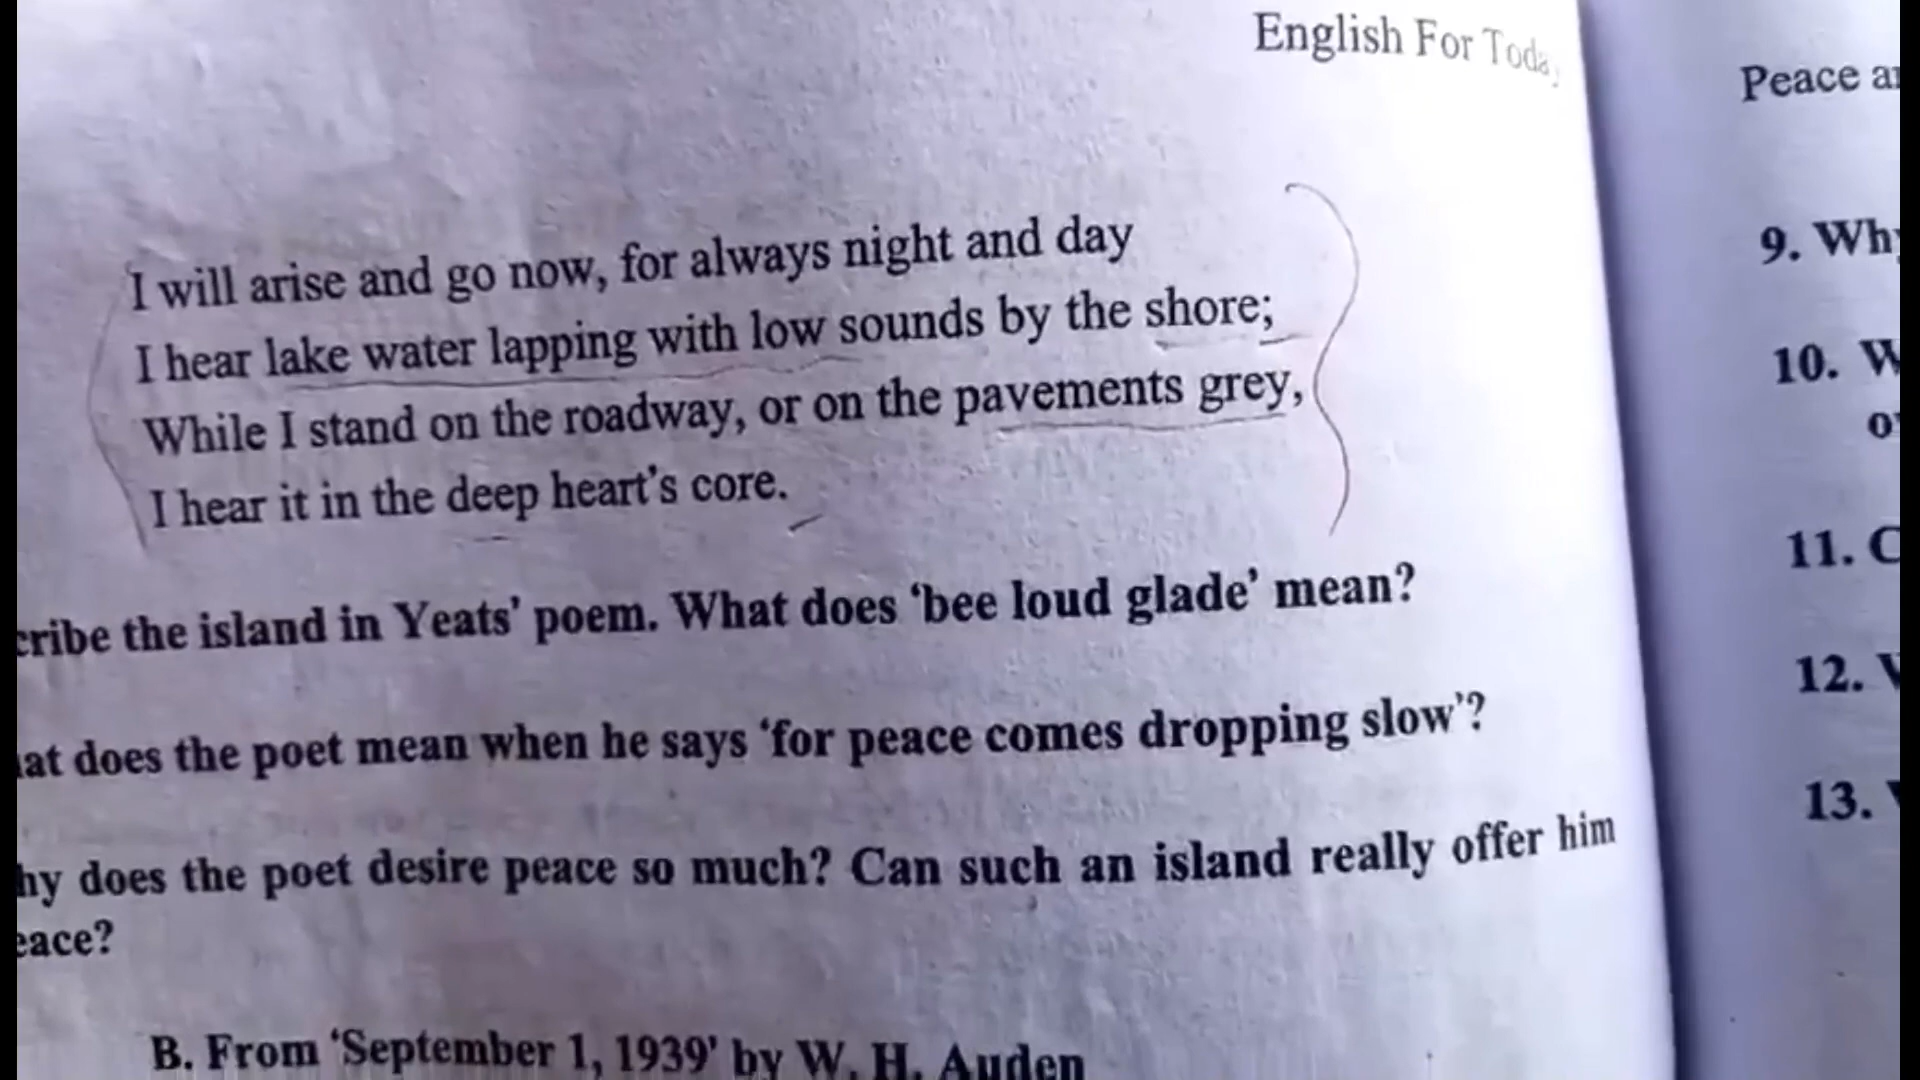 English For Toda
I will arise and go now, for always night and day
I hear lake water lapping with low sounds by the shore;
While I stand on the roadway, or on the pavements grey,
I hear it in the deep heart's core.
cribe the island in Yeats' poem. What does 'bee loud glade' mean?
at does the poet mean when he says 'for peace comes dropping slow'?
hy does the poet desire peace so much? Can such an island really offer him
eace?
B. From 'September 1, 1939' by W. H. Auden
Peace a
9. Wh
10. W
o
11. C
12.
13.